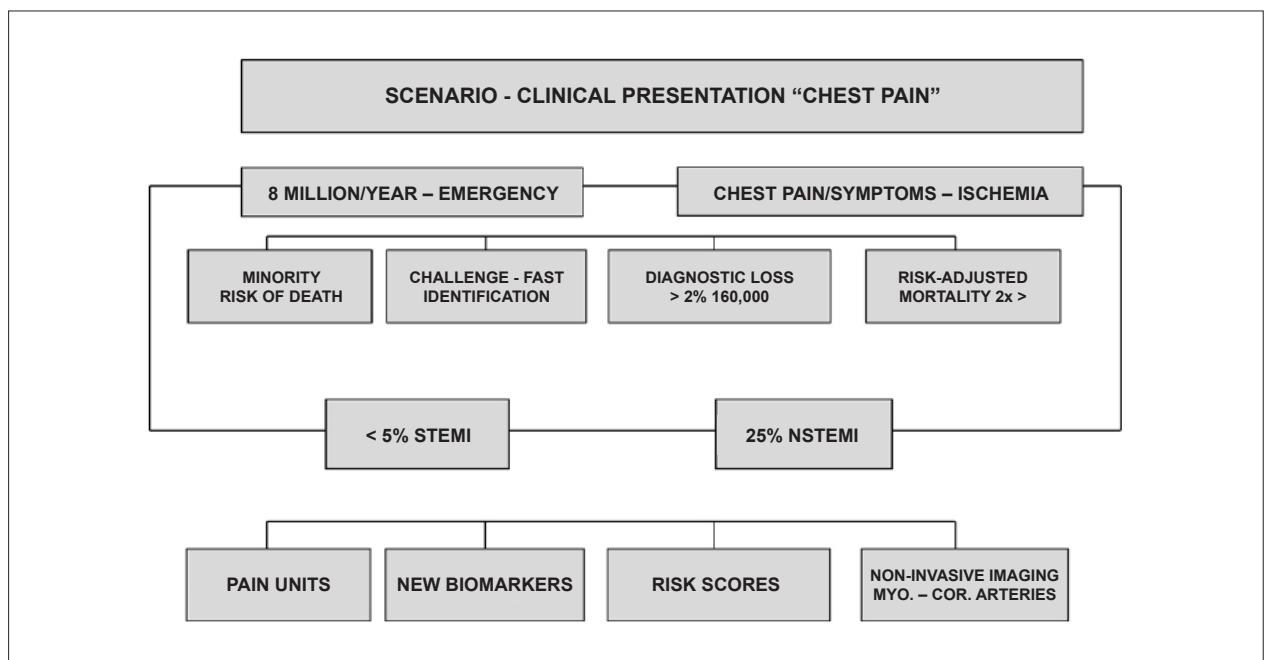 SCENARIO - CLINICAL PRESENTATION “CHEST PAIN”
8 MILLION/YEAR – EMERGENCY
CHEST PAIN/SYMPTOMS – ISCHEMIA
MINORITY
RISK OF DEATH
CHALLENGE - FAST
IDENTIFICATION
DIAGNOSTIC LOSS
> 2% 160,000
RISK-ADJUSTED
MORTALITY 2x >
< 5% STEMI
25% NSTEMI
PAIN UNITS
NEW BIOMARKERS
RISK SCORES
NON-INVASIVE IMAGING
MYO. – COR. ARTERIES